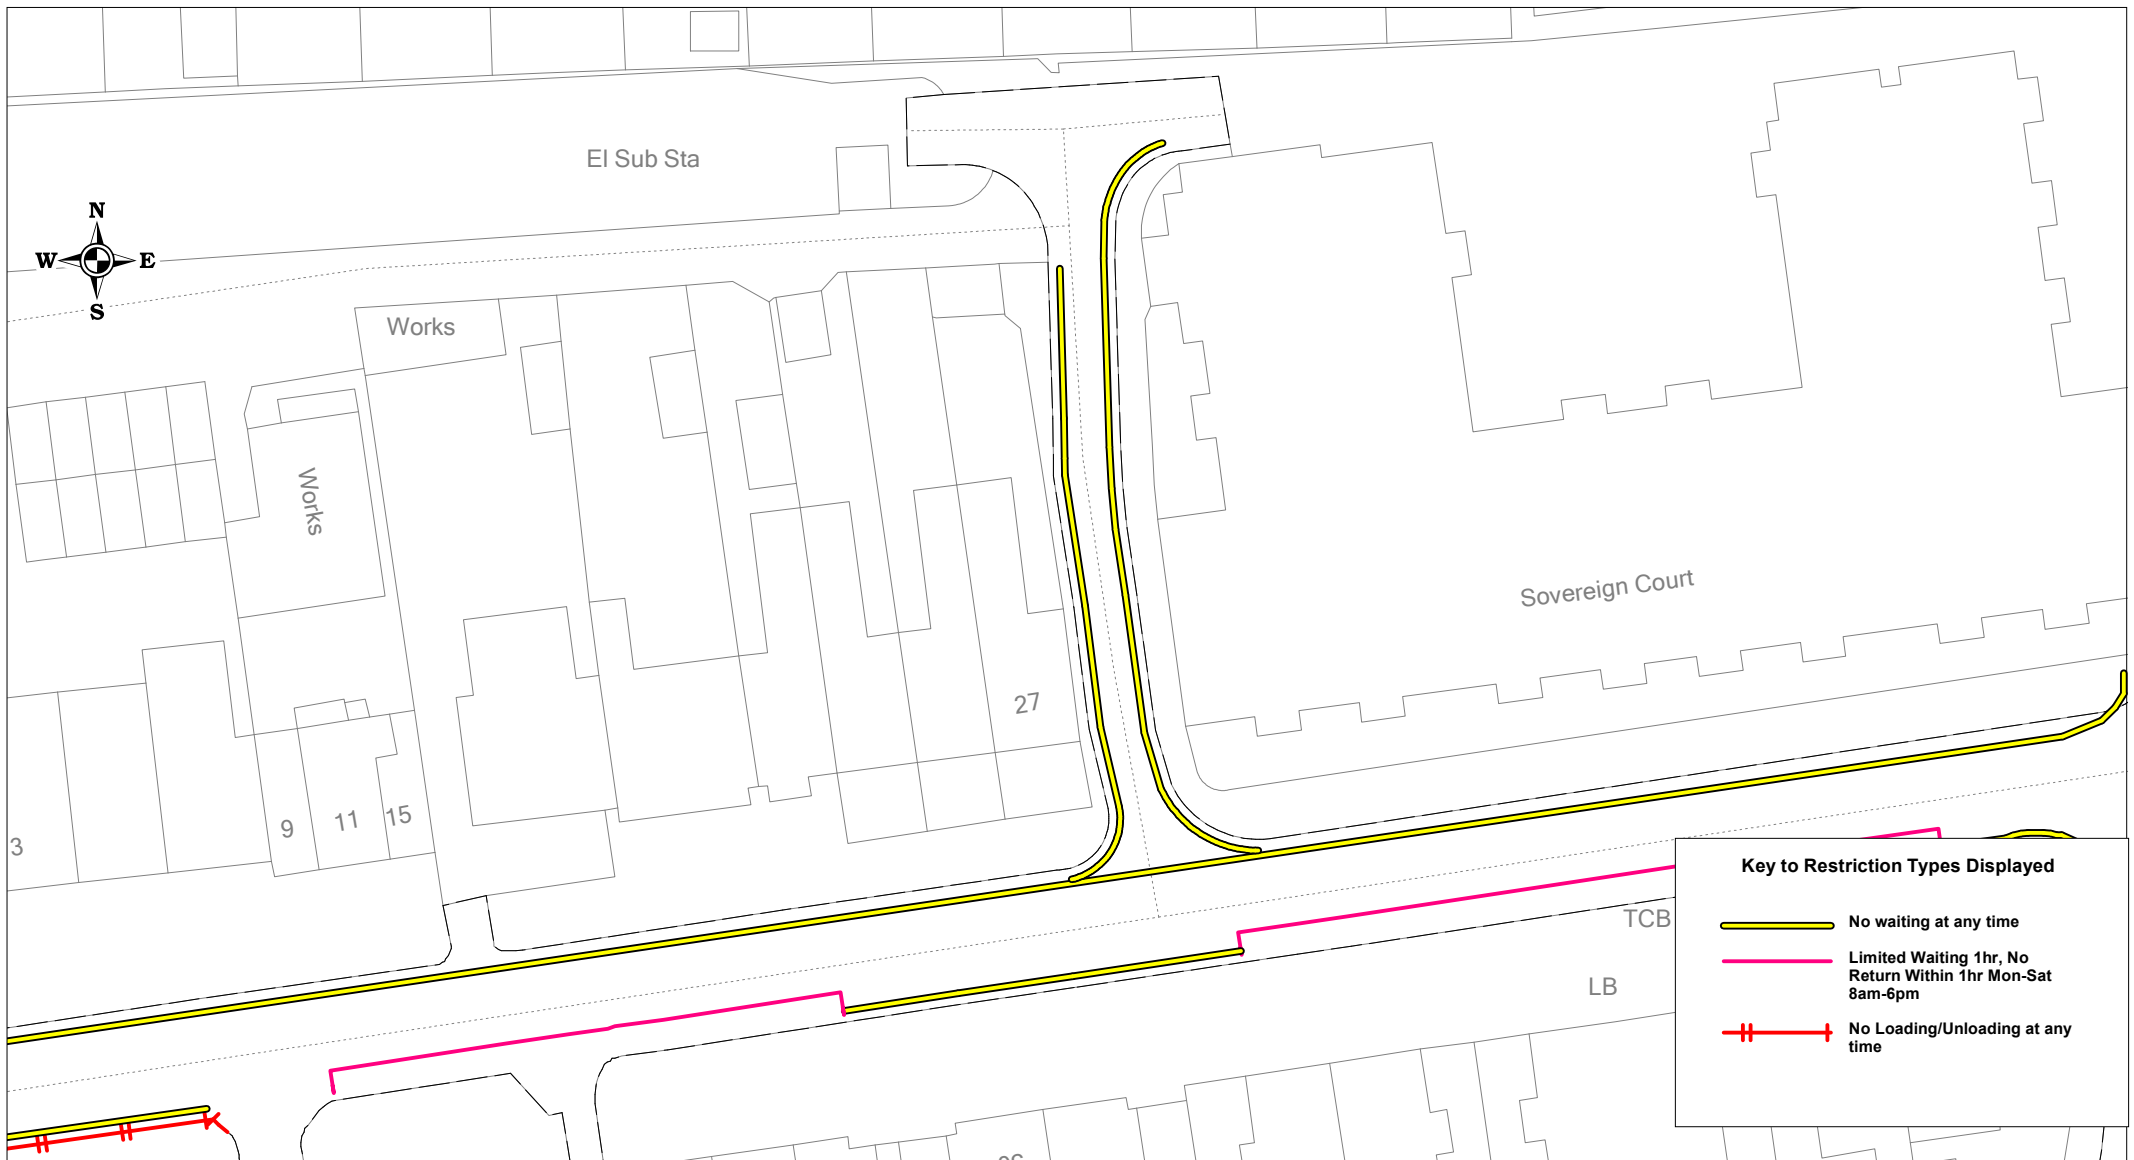 El Sub Sta
N
W E
S
Works
Works
Sovereign Court
27
3
9
11
15
TCB
LB
Key to Restriction Types Displayed
No waiting at any time
Limited Waiting 1hr, No
Return Within 1hr Mon-Sat
8am-6pm
No Loading/Unloading at any
time